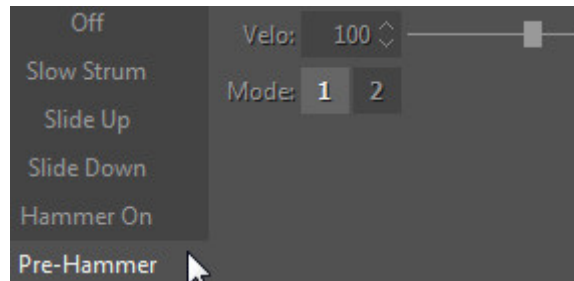 Off
Slow Strum
Slide Up
Slide Down
Hammer On
Pre-Hammer
Velo: 100
Mode: 1 2